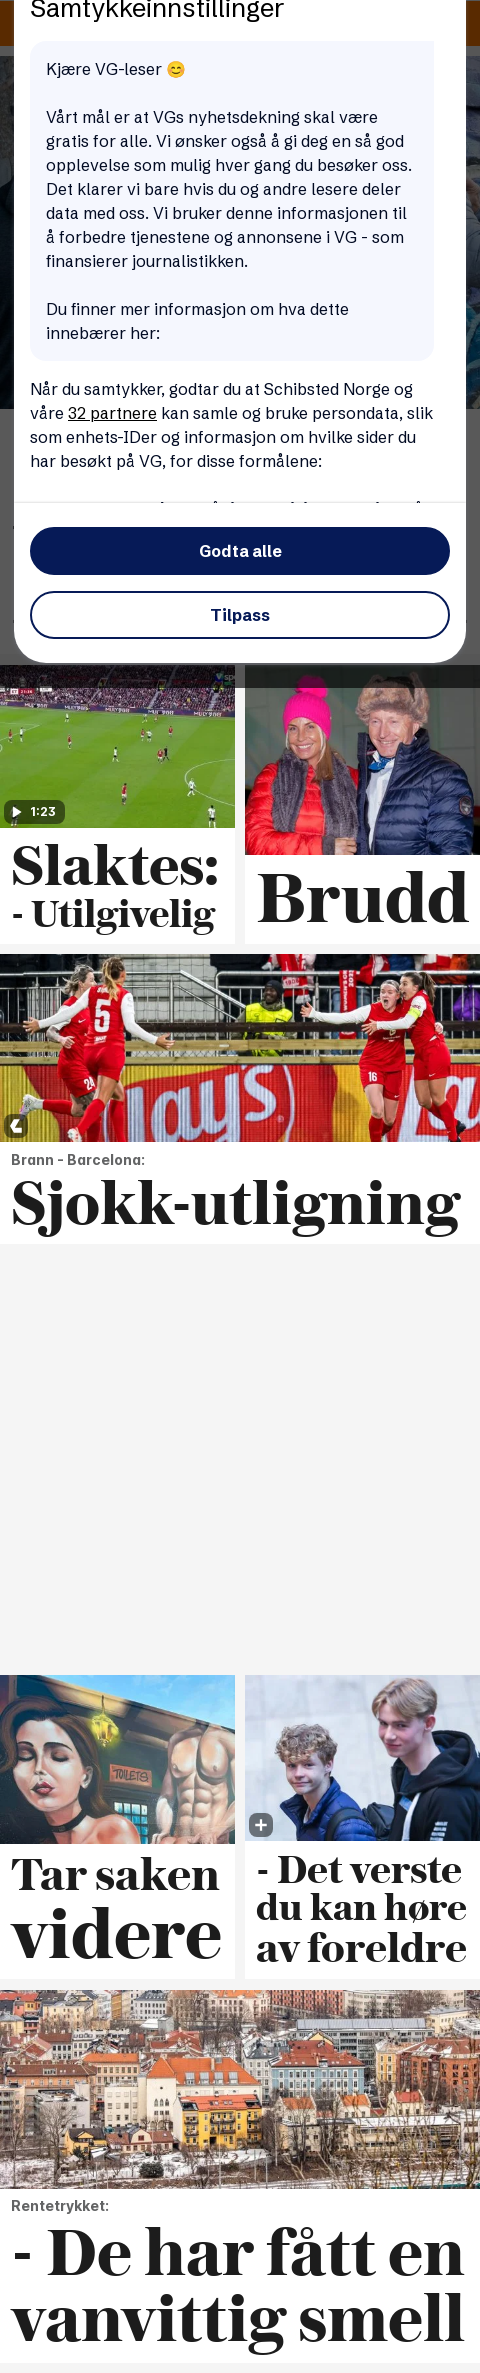 Samtykkeinnstillinger
Kjære VG-leser 😊
Vårt mål er at VGs nyhetsdekning skal være
gratis for alle. Vi ønsker også å gi deg en så god
opplevelse som mulig hver gang du besøker oss.
Det klarer vi bare hvis du og andre lesere deler
data med oss. Vi bruker denne informasjonen til
å forbedre tjenestene og annonsene i VG - som
finansierer journalistikken.
Du finner mer informasjon om hva dette
innebærer her:
Når du samtykker, godtar du at Schibsted Norge og
våre 32 partnere kan samle og bruke persondata, slik
som enhets-IDer og informasjon om hvilke sider du
har besøkt på VG, for disse formålene:
Godta alle
Tilpass
1:23
Slaktes:
- Utilgivelig
Brudd
5
24
16
Lay's
Brann - Barcelona:
Sjokk-utligning
TOILETS
Tar saken
videre
- Det verste
du kan høre
av foreldre
Rentetrykket:
- De har fått en
vanvittig smell